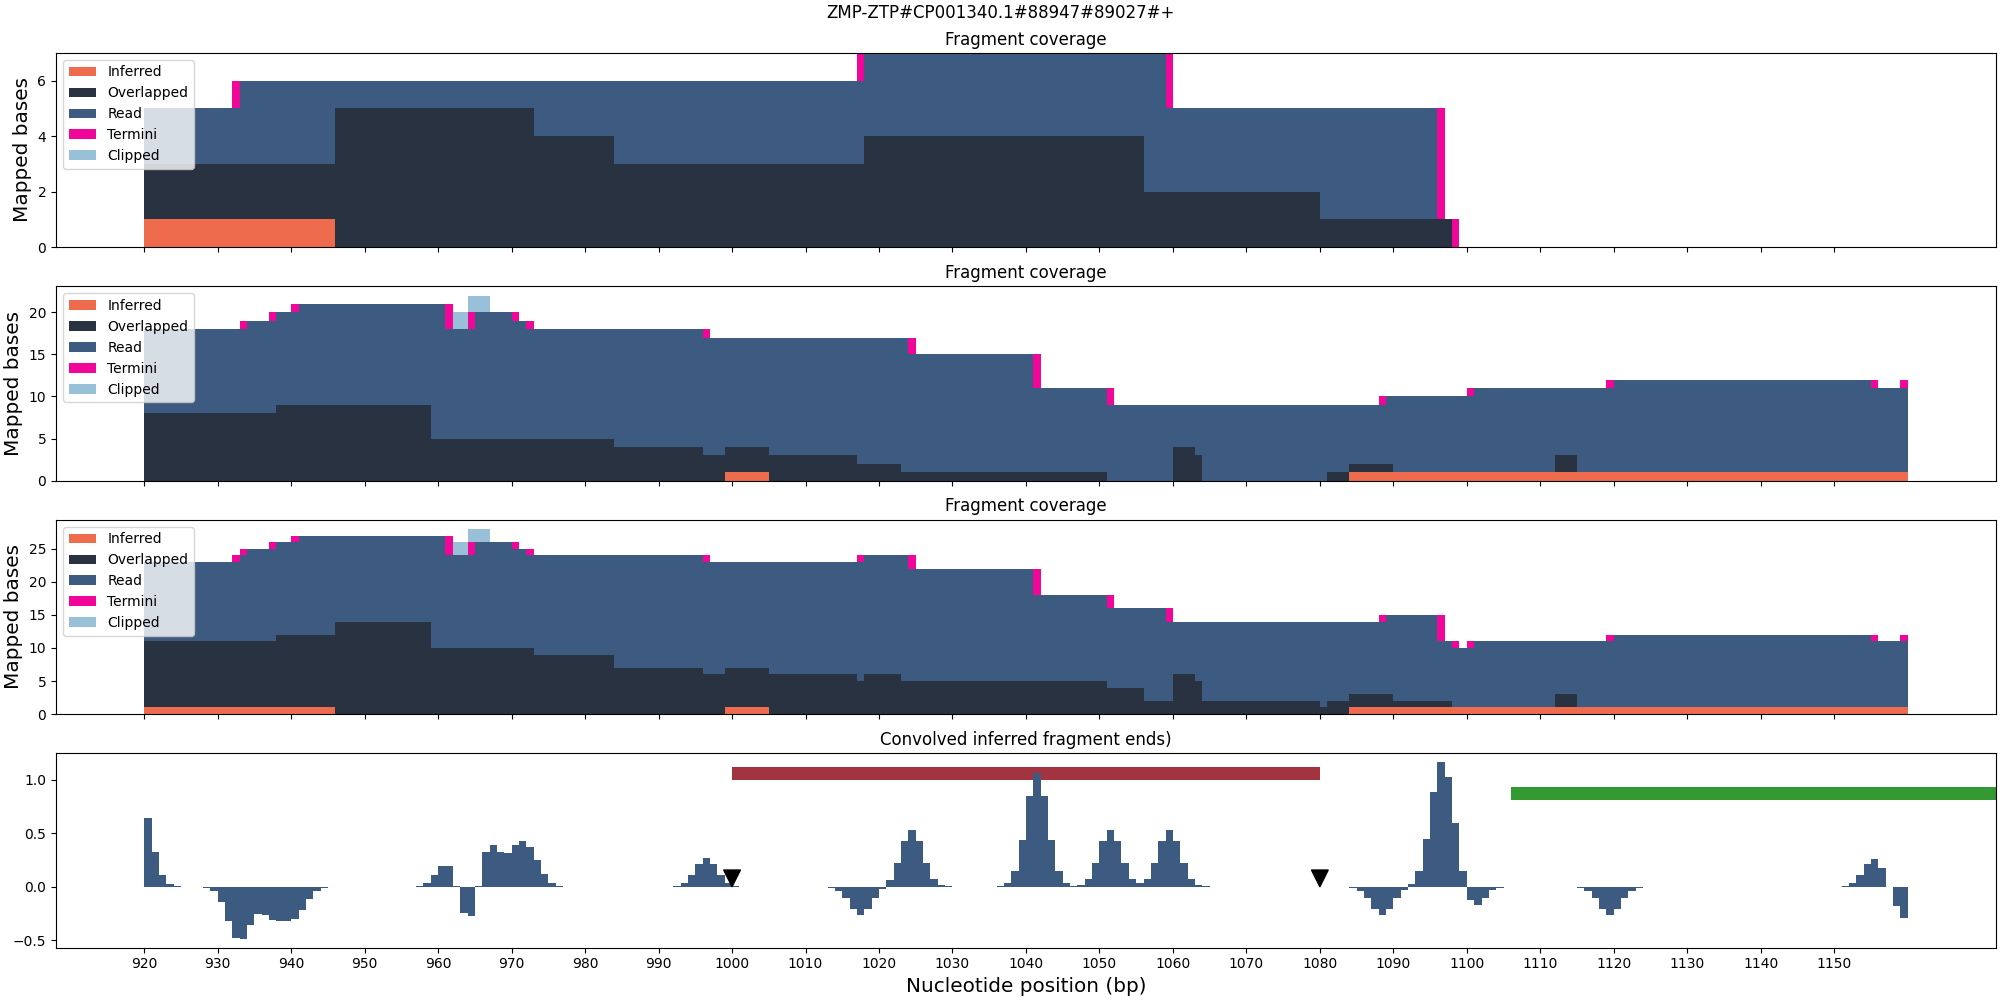 ZMP-ZTP#CP001340.1#88947#89027#+
Fragment coverage
Mapped bases
6
4
2
0
Inferred
Overlapped
Read
Termini
Clipped
Fragment coverage
Mapped bases
20
15
10
5
0
Inferred
Overlapped
Read
Termini
Clipped
Fragment coverage
Mapped bases
25
20
15
10
5
0
Inferred
Overlapped
Read
Termini
Clipped
Convolved inferred fragment ends)
1.0
0.5
0.0
−0.5
920 930 940 950 960 970 980 990 1000 1010 1020 1030 1040 1050 1060 1070 1080 1090 1100 1110 1120 1130 1140 1150
Nucleotide position (bp)